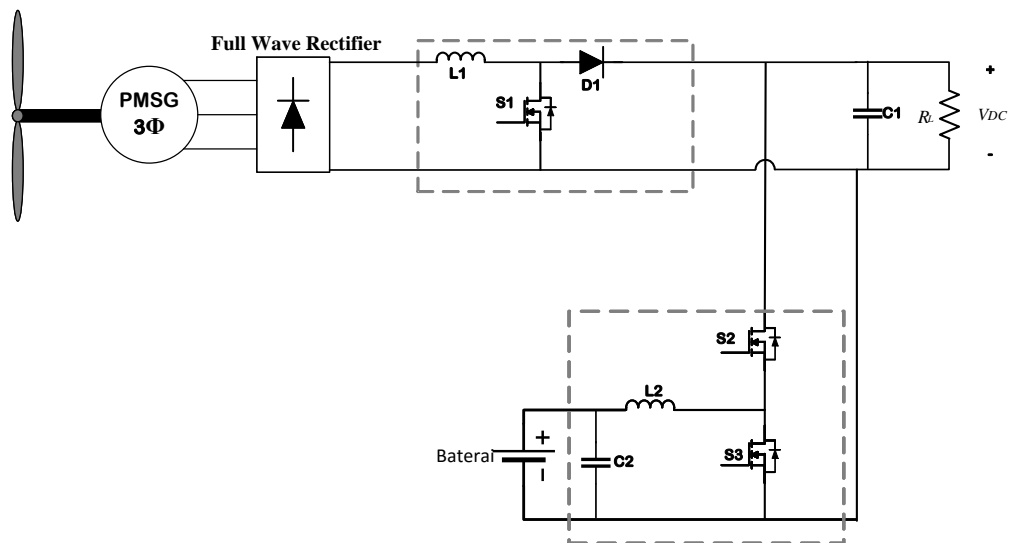 Full Wave Rectifier
PMSG
3Φ
L1
D1
S1
C1
RL
+
VDC
-
S2
L2
Baterai
+
-
C2
S3